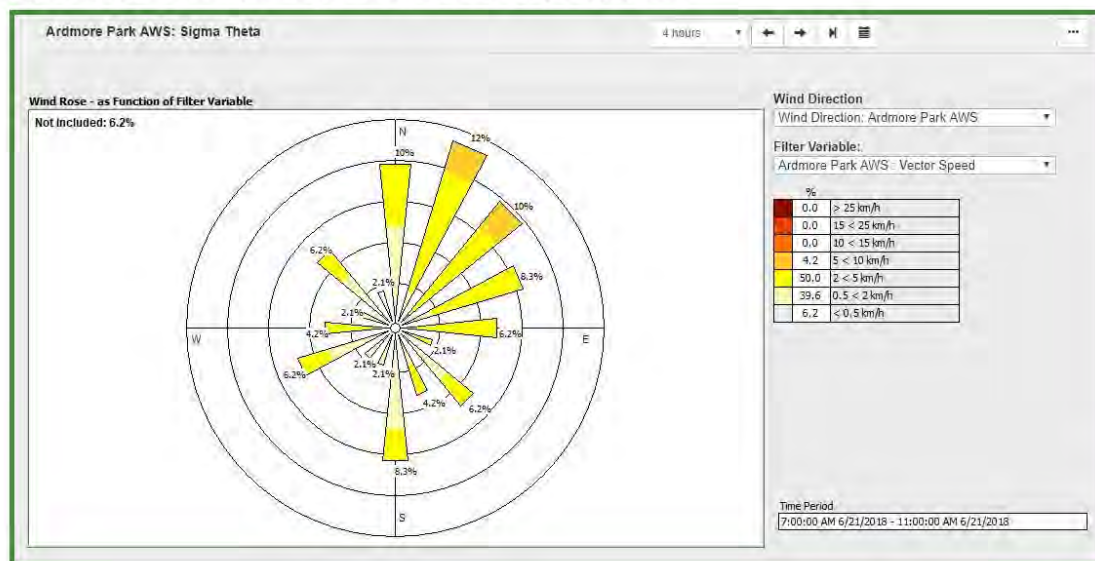 Ardmore Park AWS: Sigma Theta
4 hours
Wind Rose - as Function of Filter Variable
Not Included: 6.2%
N
12%
10%
10%
6.2%
8.3%
2.1%
2.1%
W
4.2%
6.2%
E
2.1%
6.2%
2.1%
2.1%
4.2%
6.2%
8.3%
S
Wind Direction
Wind Direction: Ardmore Park AWS
Filter Variable:
Ardmore Park AWS : Vector Speed
%
0.0 > 25 km/h
0.0 15 < 25 km/h
0.0 10 < 15 km/h
4.2 5 < 10 km/h
50.0 2 < 5 km/h
39.6 0.5 < 2 km/h
6.2 < 0.5 km/h
Time Period
7:00:00 AM 6/21/2018 - 11:00:00 AM 6/21/2018